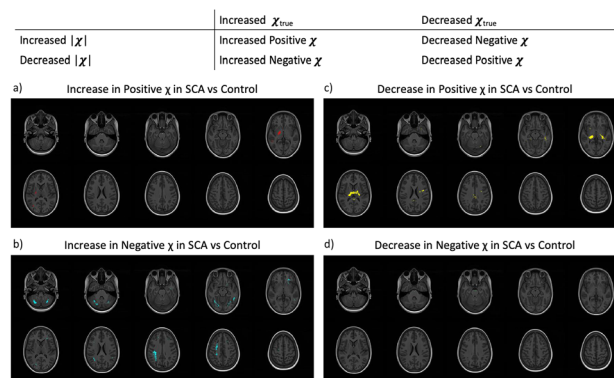 Increased χtrue Decreased χtrue
Increased |χ| Increased Positive χ Decreased Negative χ
Decreased |χ| Increased Negative χ Decreased Positive χ
a) Increase in Positive χ in SCA vs Control
c) Decrease in Positive χ in SCA vs Control
b) Increase in Negative χ in SCA vs Control
d) Decrease in Negative χ in SCA vs Control